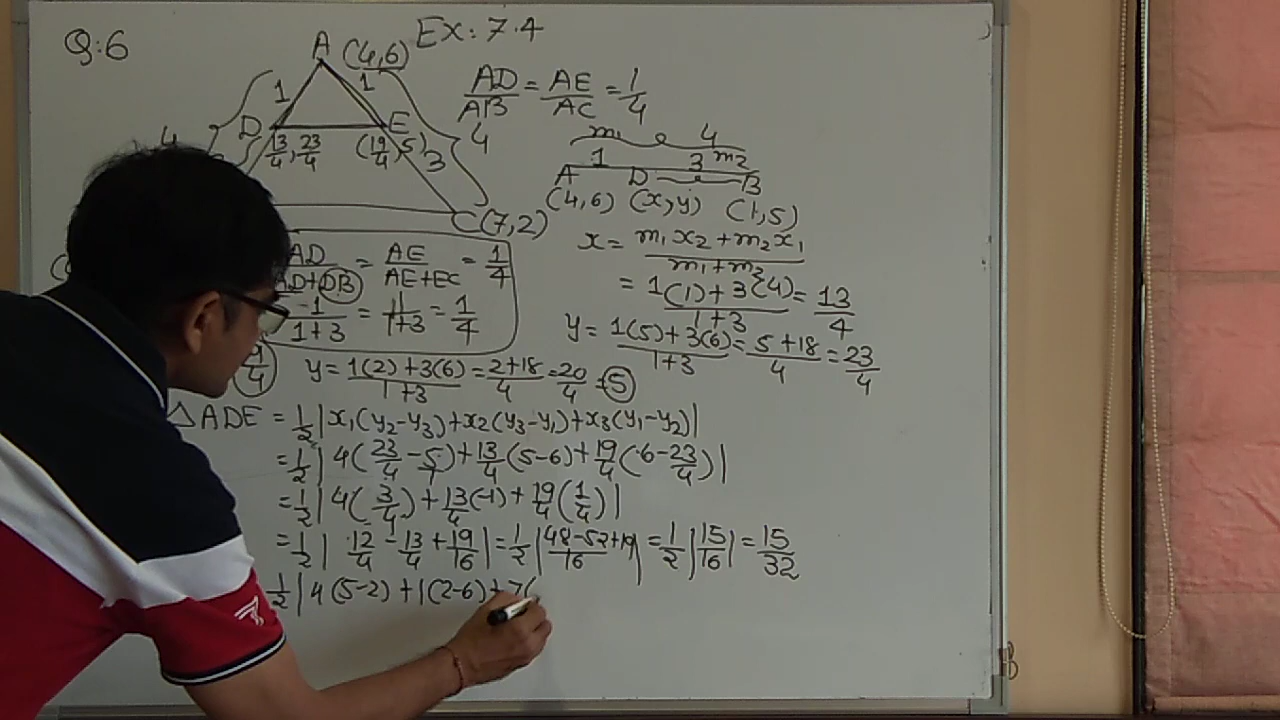 Q:6
Ex: 7.4
A (4,6)
1 1
D E
13/4, 23/4 (19/4, 5)
4 3 4
C(7,2)
AD/AB = AE/AC = 1/4
m1 4
1 3 m2
A D B
(4,6) (x,y) (1,5)
x = m1x2+m2x1/m1+m2
= 1(1)+3(4)/1+3 = 13/4
y = 1(5)+3(6)/1+3 = 5+18/4 = 23/4
AD/AD+DB = AE/AE+EC = 1/4
1/1+3 = 1/1+3 = 1/4
y = 1(2)+3(6)/1+3 = 2+18/4 = 20/4 = 5
△ADE = 1/2|x1(y2-y3)+x2(y3-y1)+x3(y1-y2)|
= 1/2|4(23/4-5/1)+13/4(5-6)+19/4(6-23/4)|
= 1/2|4(3/4)+13/4(-1)+19/4(1/4)|
= 1/2|12/4-13/4+19/16| = 1/2|48-52+19/16| = 1/2|15/16| = 15/32
1/2|4(5-2)+1(2-6)+7(